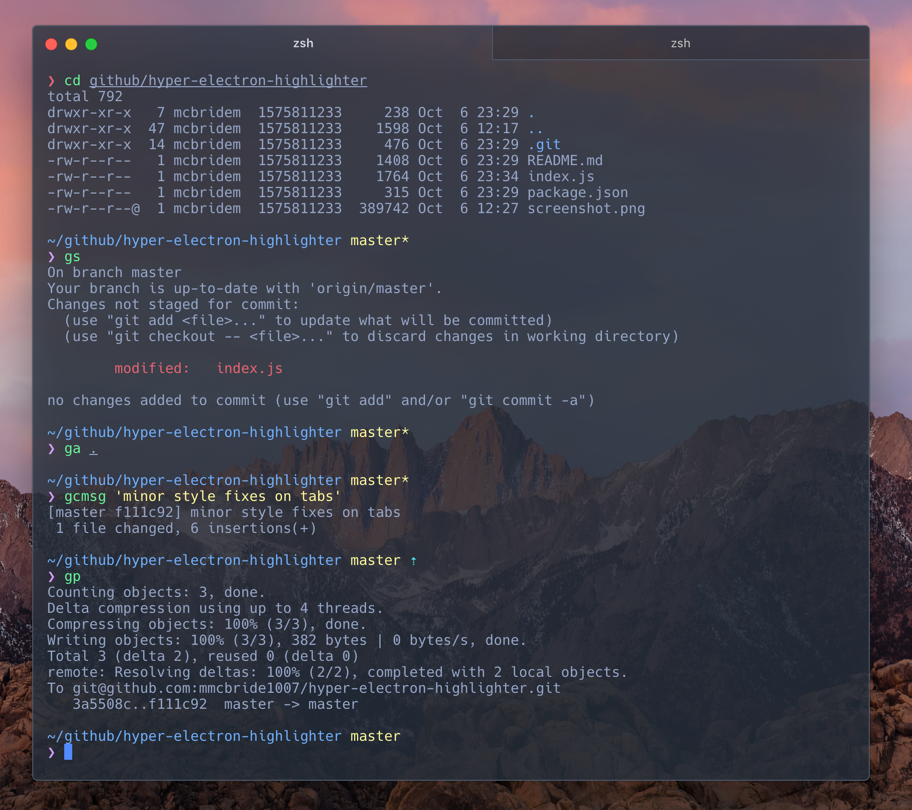 zsh
zsh
❯ cd github/hyper-electron-highlighter
total 792
drwxr-xr-x   7 mcbridem  1575811233     238 Oct  6 23:29 .
drwxr-xr-x  47 mcbridem  1575811233    1598 Oct  6 12:17 ..
drwxr-xr-x  14 mcbridem  1575811233     476 Oct  6 23:29 .git
-rw-r--r--   1 mcbridem  1575811233    1408 Oct  6 23:29 README.md
-rw-r--r--   1 mcbridem  1575811233    1764 Oct  6 23:34 index.js
-rw-r--r--   1 mcbridem  1575811233     315 Oct  6 23:29 package.json
-rw-r--r--@  1 mcbridem  1575811233  389742 Oct  6 12:27 screenshot.png
~/github/hyper-electron-highlighter master*
❯ gs
On branch master
Your branch is up-to-date with 'origin/master'.
Changes not staged for commit:
  (use "git add <file>..." to update what will be committed)
  (use "git checkout -- <file>..." to discard changes in working directory)
        modified:   index.js
no changes added to commit (use "git add" and/or "git commit -a")
~/github/hyper-electron-highlighter master*
❯ ga .
~/github/hyper-electron-highlighter master*
❯ gcmsg 'minor style fixes on tabs'
[master f111c92] minor style fixes on tabs
 1 file changed, 6 insertions(+)
~/github/hyper-electron-highlighter master ⇡
❯ gp
Counting objects: 3, done.
Delta compression using up to 4 threads.
Compressing objects: 100% (3/3), done.
Writing objects: 100% (3/3), 382 bytes | 0 bytes/s, done.
Total 3 (delta 2), reused 0 (delta 0)
remote: Resolving deltas: 100% (2/2), completed with 2 local objects.
To git@github.com:mmcbride1007/hyper-electron-highlighter.git
   3a5508c..f111c92  master -> master
~/github/hyper-electron-highlighter master
❯